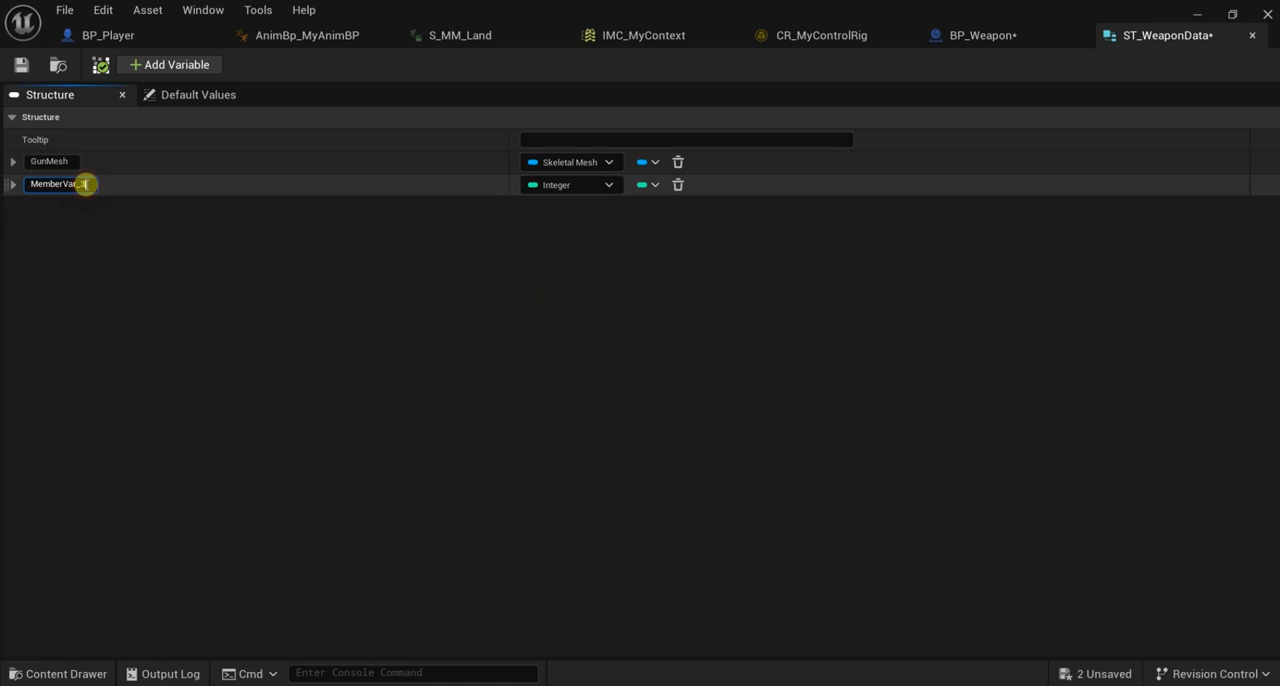 File Edit Asset Window Tools Help
BP_Player AnimBp_MyAnimBP S_MM_Land IMC_MyContext CR_MyControlRig BP_Weapon* ST_WeaponData*
Add Variable
Structure Default Values
Structure
Tooltip
GunMesh Skeletal Mesh
MemberVar_3 Integer
Content Drawer Output Log Cmd Enter Console Command 2 Unsaved Revision Control